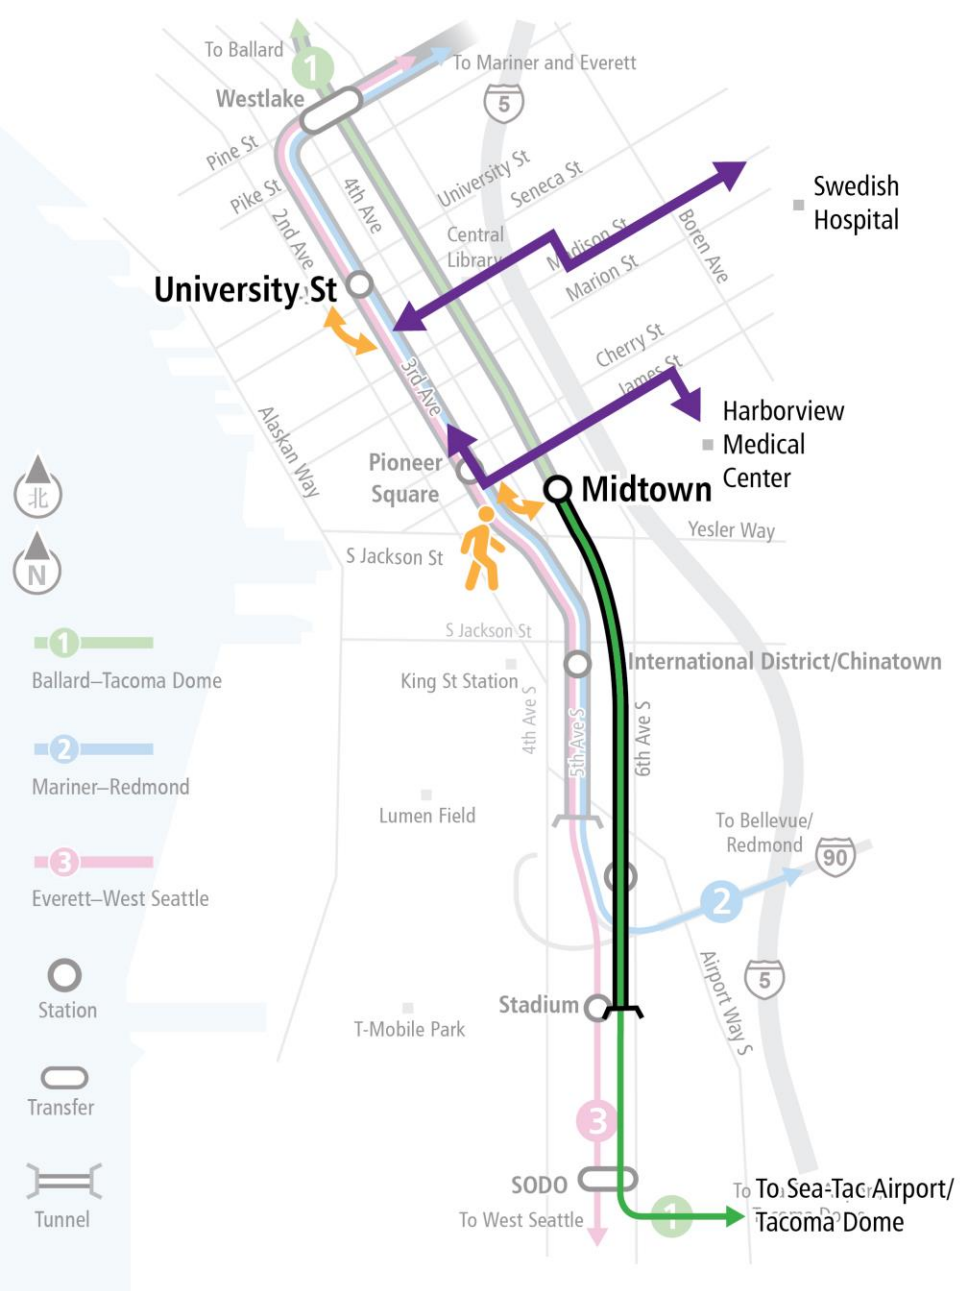 To Ballard
1
Westlake
To Mariner and Everett
5
Pine St
Pike St
University St
Seneca St
4th Ave
2nd Ave
Central
Library
Madison St
Marion St
Boren Ave
Swedish
Hospital
University St
Cherry St
James St
3rd Ave
Alaskan Way
Harborview
Medical
Center
Pioneer
Square
Midtown
北
Yesler Way
S Jackson St
N
1
S Jackson St
Ballard–Tacoma Dome
International District/Chinatown
King St Station
4th Ave S
5th Ave S
6th Ave S
2
Mariner–Redmond
Lumen Field
To Bellevue/
Redmond
90
3
Everett–West Seattle
2
Airport Way S
5
Station
Stadium
T-Mobile Park
Transfer
3
SODO
To Sea-Tac Airport/
Tacoma Dome
To West Seattle
1
Tunnel